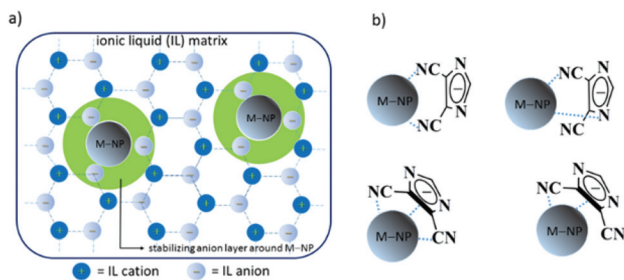 a)
ionic liquid (IL) matrix
M–NP
M–NP
stabilizing anion layer around M–NP
+ = IL cation
– = IL anion
b)
NC
N
–
NC
N
M–NP
NC
N
–
NC
N
M–NP
N
NC
–
N
M–NP
CN
N
NC
–
N
M–NP
CN